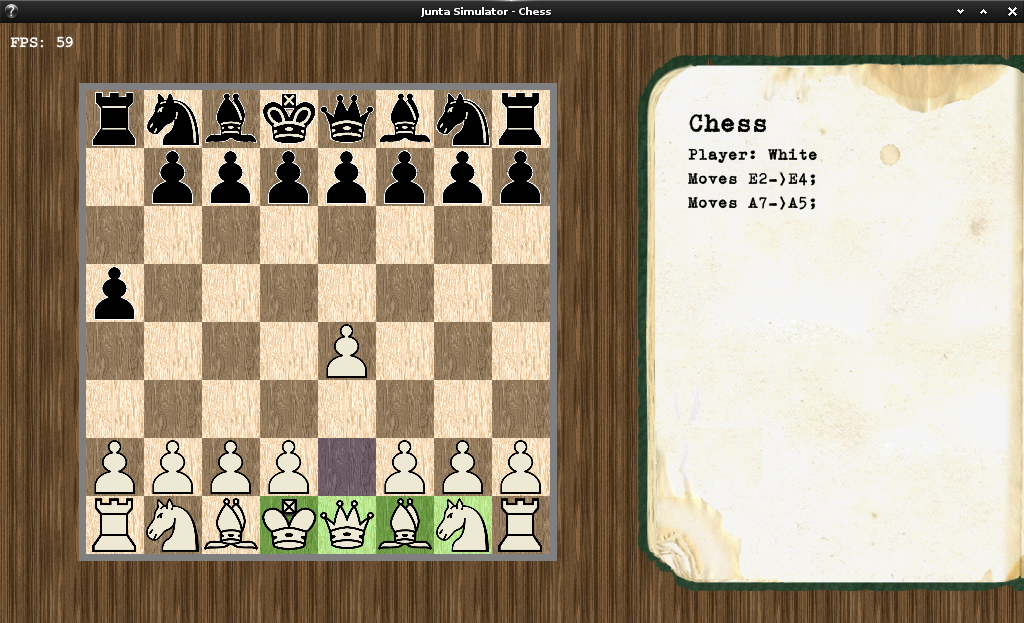 Junta Simulator - Chess
FPS: 59
Chess
Player: White
Moves E2->E4;
Moves A7->A5;